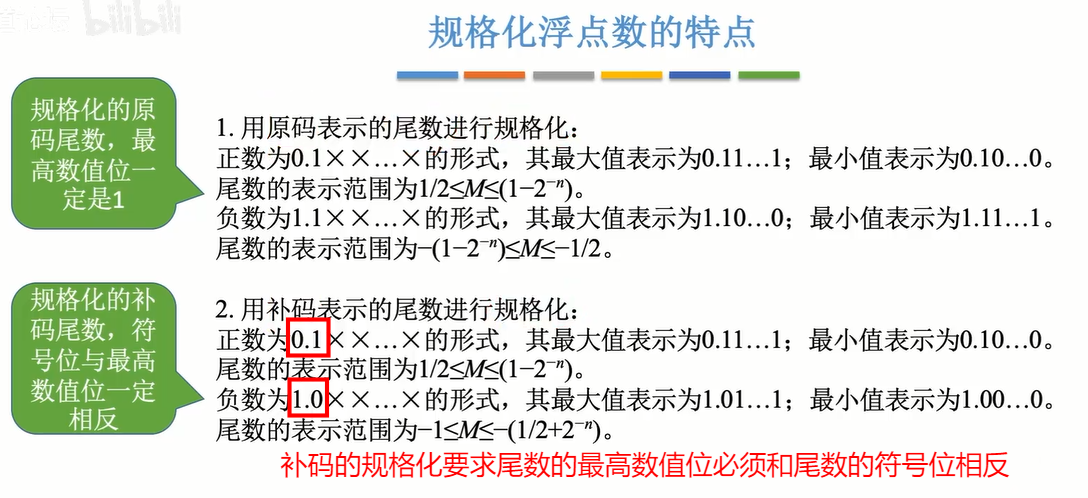 bilibili
规格化浮点数的特点
规格化的原
码尾数，最
高数值位一
定是1
1. 用原码表示的尾数进行规格化：
正数为0.1××…×的形式，其最大值表示为0.11…1；最小值表示为0.10…0。
尾数的表示范围为1/2≤M≤(1−2⁻ⁿ)。
负数为1.1××…×的形式，其最大值表示为1.10…0；最小值表示为1.11…1。
尾数的表示范围为−(1−2⁻ⁿ)≤M≤−1/2。
规格化的补
码尾数，符
号位与最高
数值位一定
相反
2. 用补码表示的尾数进行规格化：
正数为0.1××…×的形式，其最大值表示为0.11…1；最小值表示为0.10…0。
尾数的表示范围为1/2≤M≤(1−2⁻ⁿ)。
负数为1.0××…×的形式，其最大值表示为1.01…1；最小值表示为1.00…0。
尾数的表示范围为−1≤M≤−(1/2+2⁻ⁿ)。
补码的规格化要求尾数的最高数值位必须和尾数的符号位相反